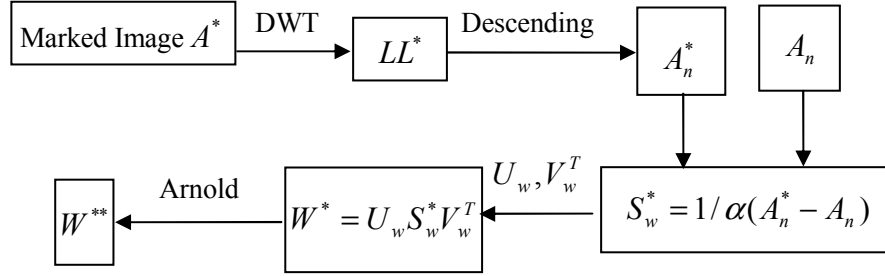 Marked Image A*
DWT
LL*
Descending
A*ₙ
Aₙ
S*_w = 1/α(A*ₙ − Aₙ)
U_w, V_w^T
W* = U_w S*_w V_w^T
Arnold
W**